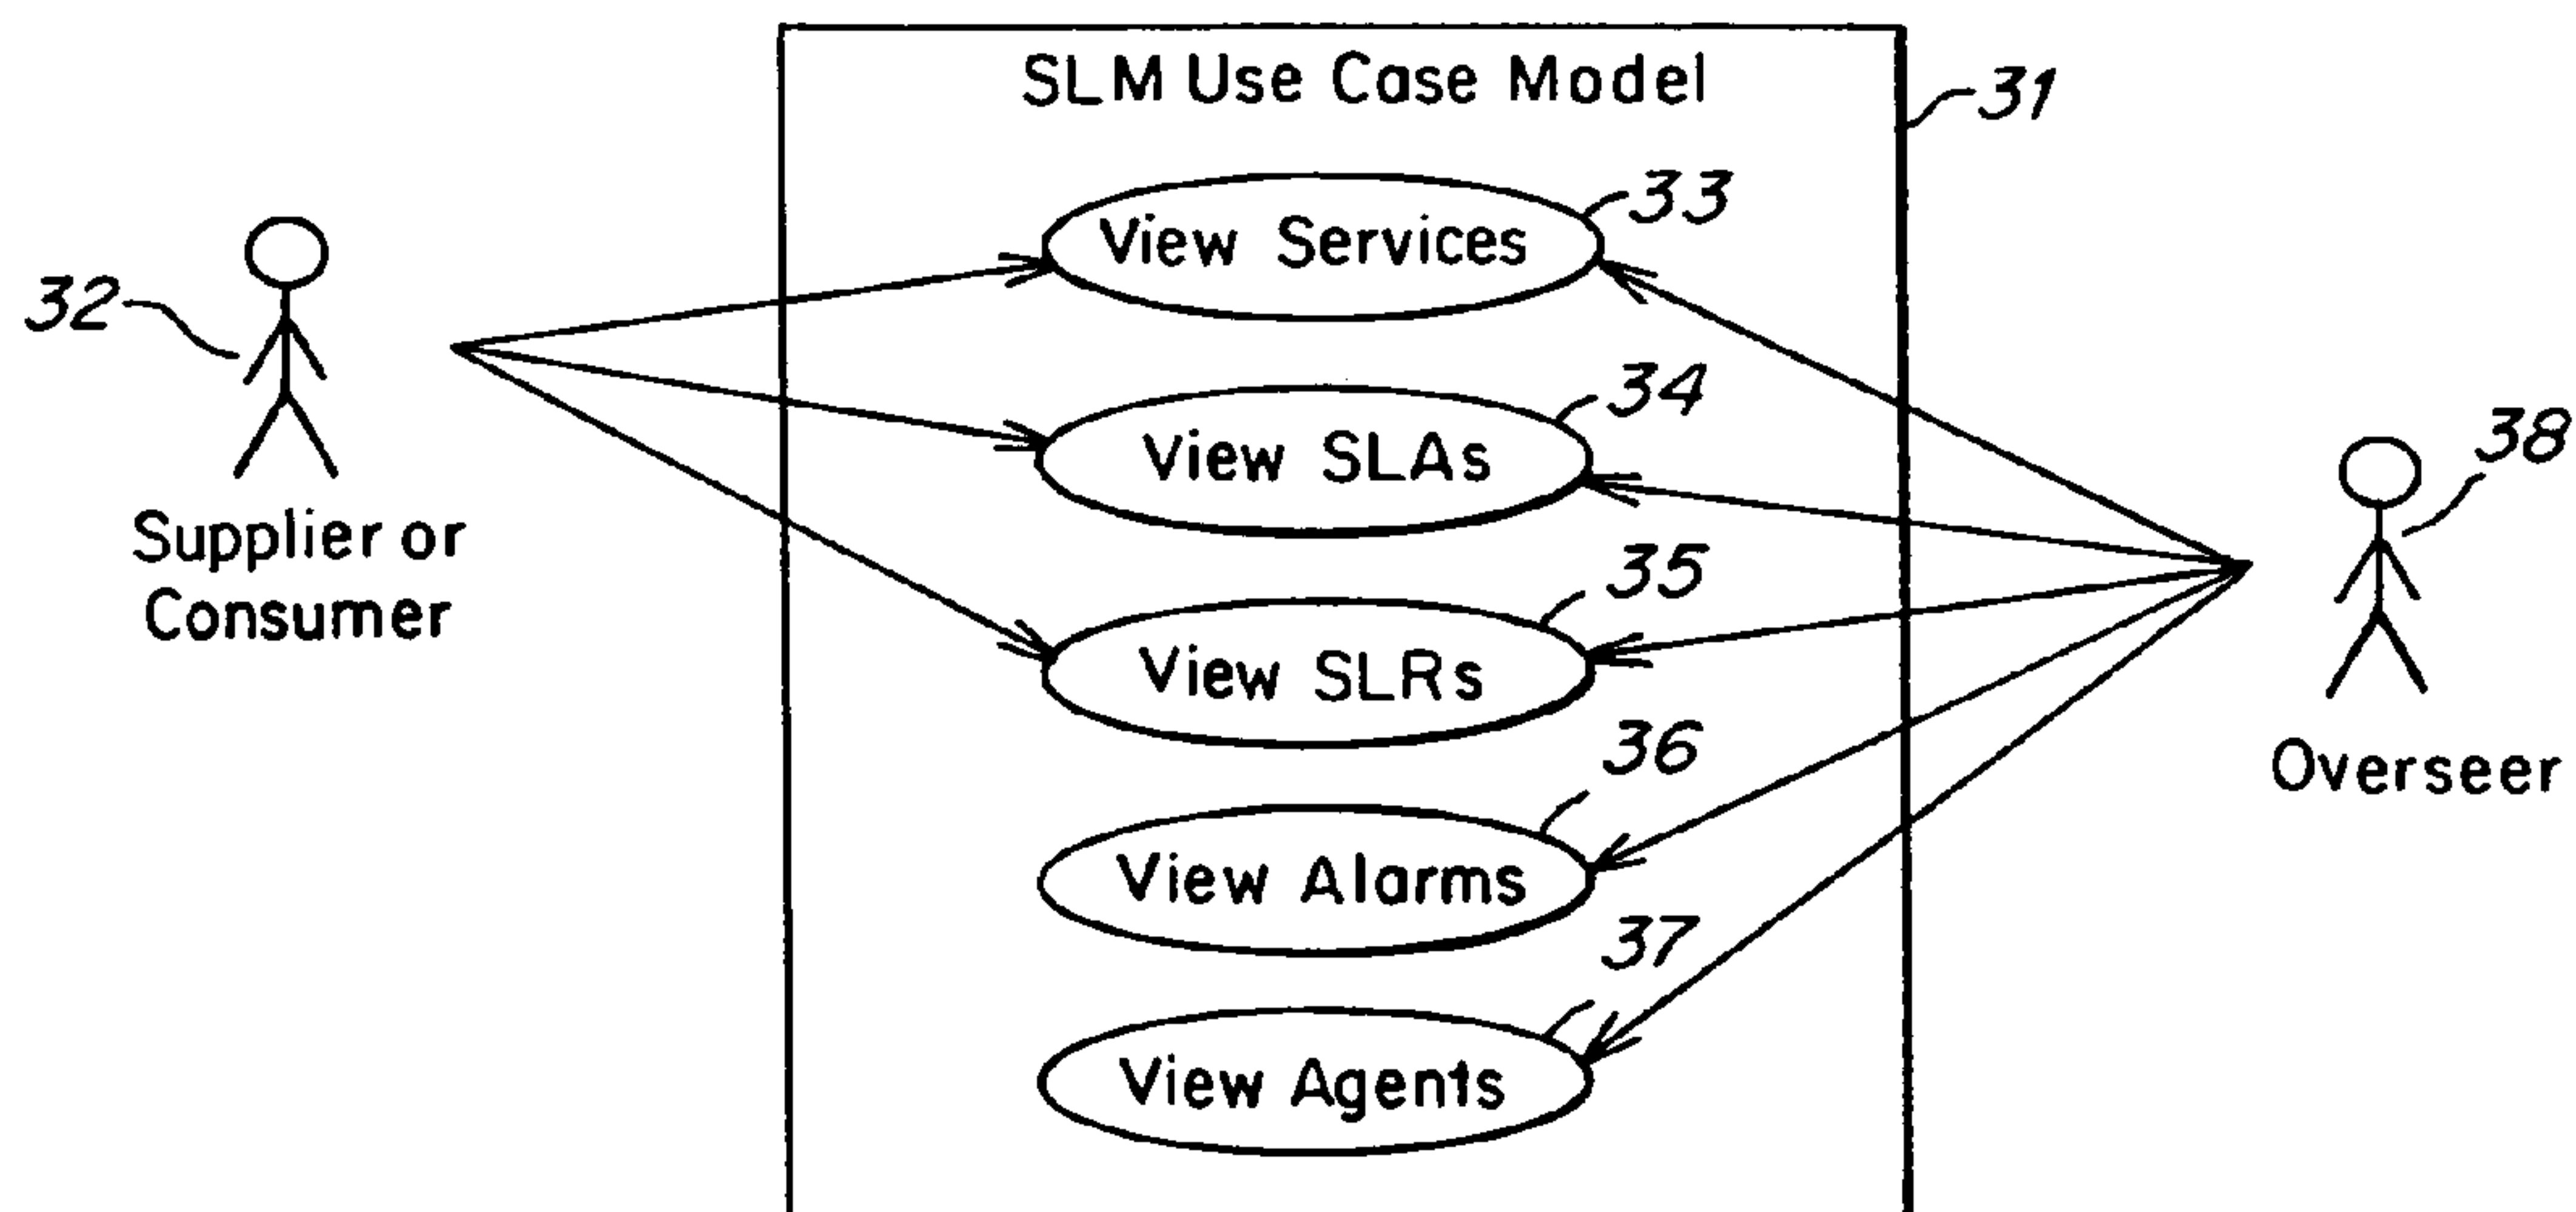 SLM Use Case Model
31
33
View Services
32
34
View SLAs
38
Supplier or
Consumer
35
View SLRs
36
Overseer
View Alarms
37
View Agents